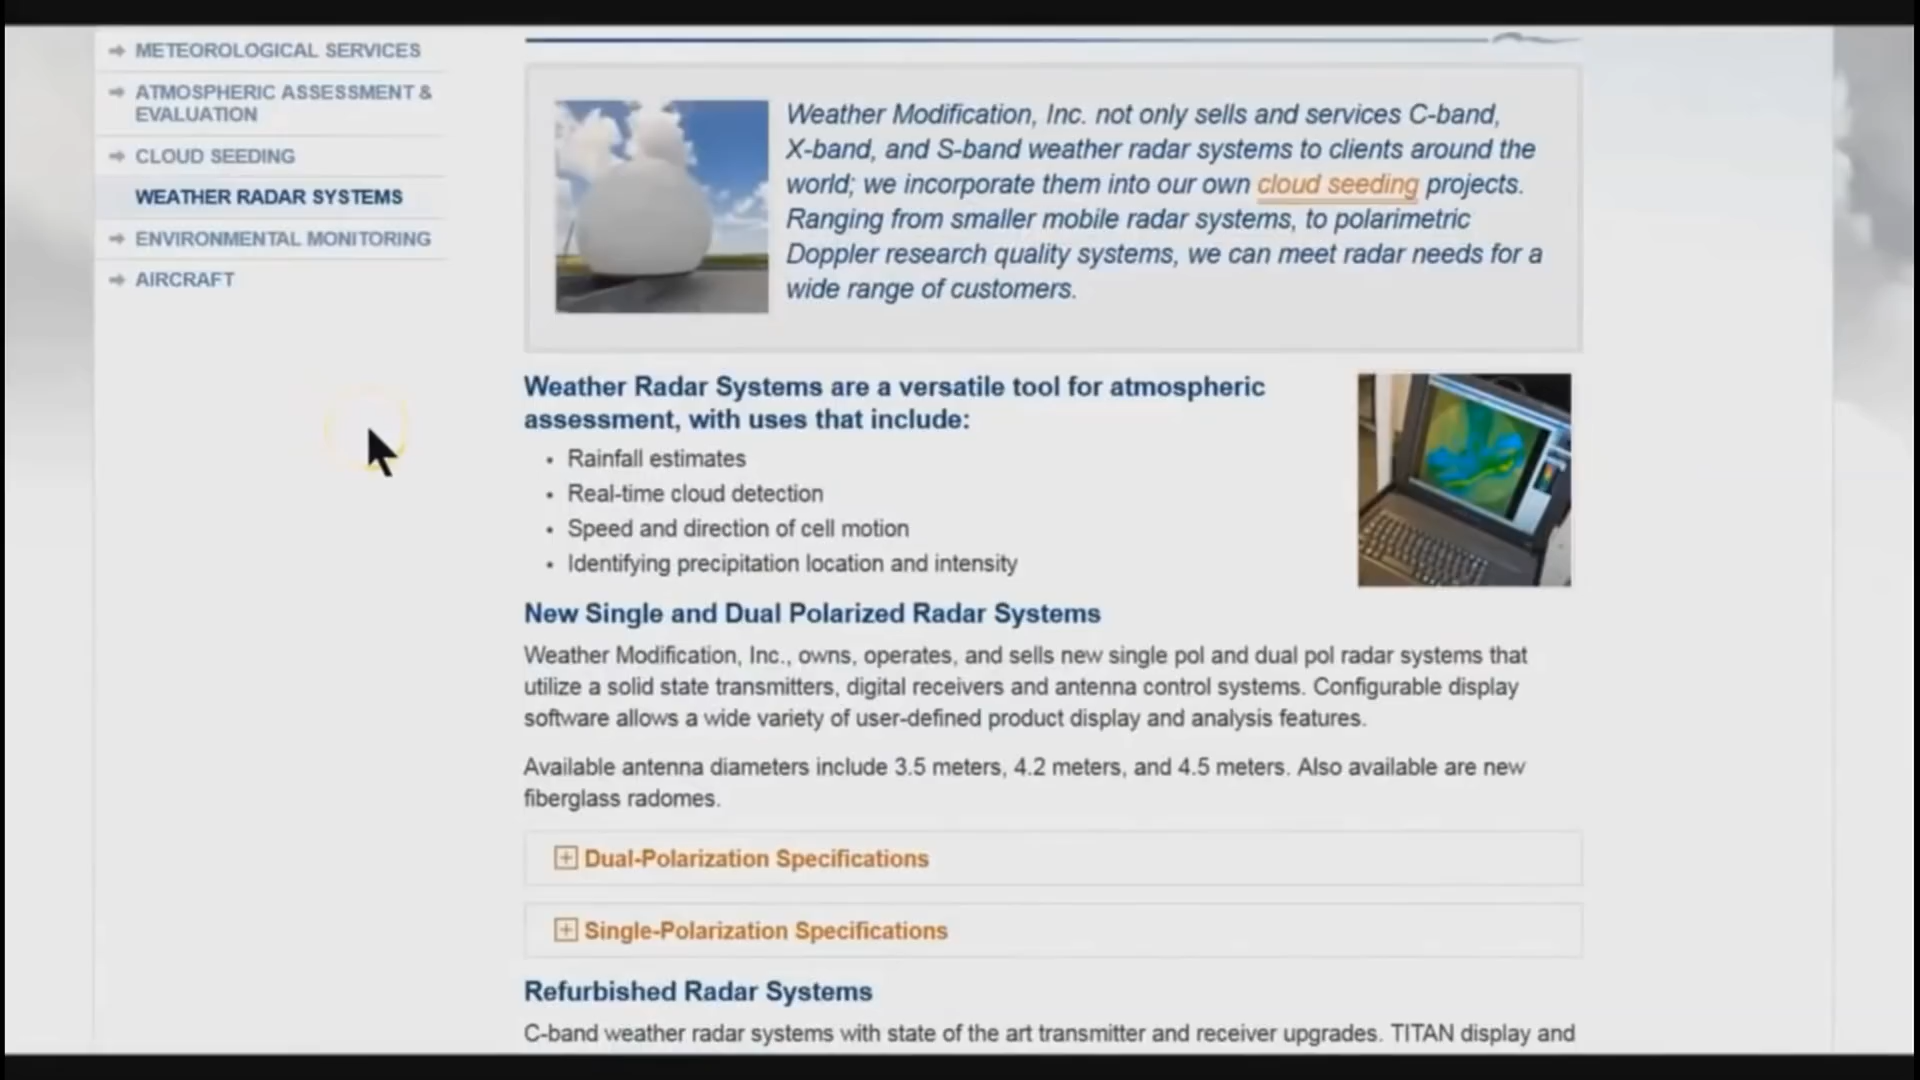 METEOROLOGICAL SERVICES
ATMOSPHERIC ASSESSMENT &
EVALUATION
CLOUD SEEDING
WEATHER RADAR SYSTEMS
ENVIRONMENTAL MONITORING
AIRCRAFT
Weather Modification, Inc. not only sells and services C-band,
X-band, and S-band weather radar systems to clients around the
world; we incorporate them into our own cloud seeding projects.
Ranging from smaller mobile radar systems, to polarimetric
Doppler research quality systems, we can meet radar needs for a
wide range of customers.
Weather Radar Systems are a versatile tool for atmospheric
assessment, with uses that include:
• Rainfall estimates
• Real-time cloud detection
• Speed and direction of cell motion
• Identifying precipitation location and intensity
New Single and Dual Polarized Radar Systems
Weather Modification, Inc., owns, operates, and sells new single pol and dual pol radar systems that
utilize a solid state transmitters, digital receivers and antenna control systems. Configurable display
software allows a wide variety of user-defined product display and analysis features.
Available antenna diameters include 3.5 meters, 4.2 meters, and 4.5 meters. Also available are new
fiberglass radomes.
Dual-Polarization Specifications
Single-Polarization Specifications
Refurbished Radar Systems
C-band weather radar systems with state of the art transmitter and receiver upgrades. TITAN display and